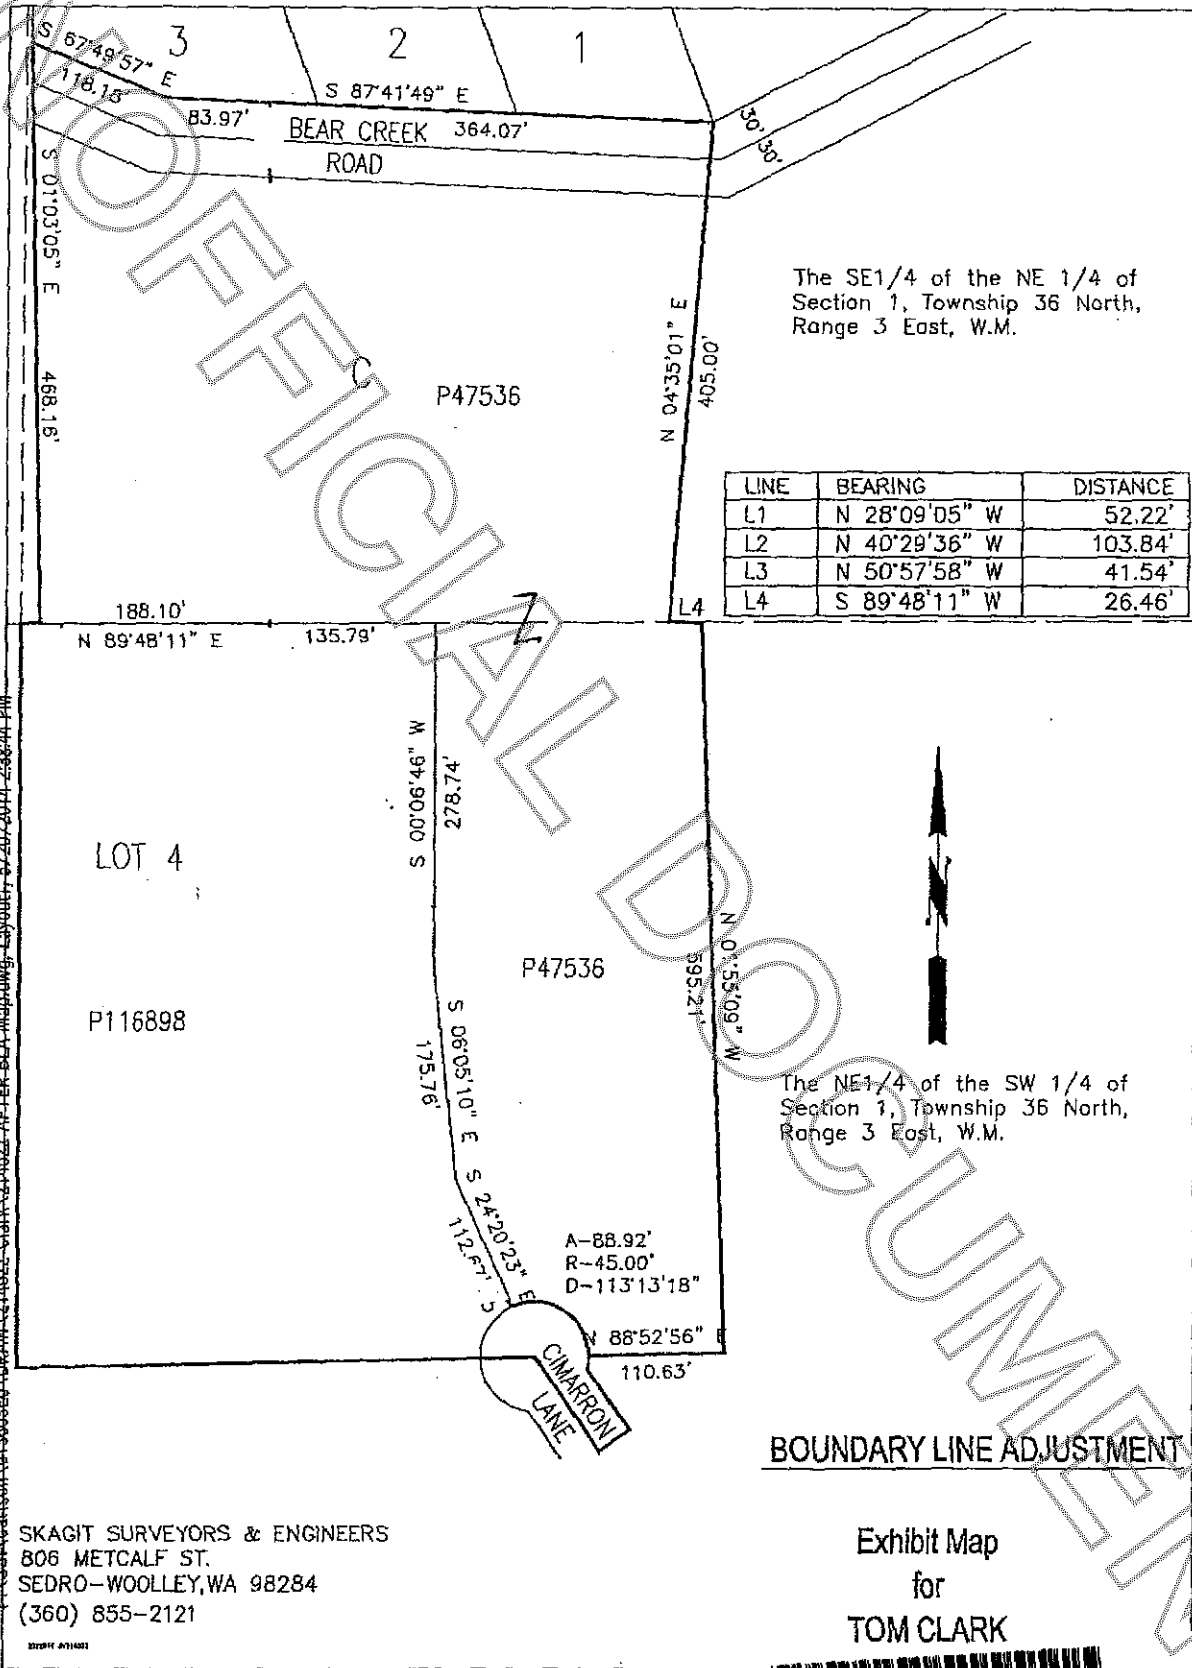 3
2
1
S 67°49'57" E
118.15'
83.97'
S 87°41'49" E
BEAR CREEK 364.07'
ROAD
30' 30'
S 01°03'05" E
468.16'
The SE1/4 of the NE 1/4 of
Section 1, Township 36 North,
Range 3 East, W.M.
P47536
N 04°35'01" E
405.00'
LINE BEARING DISTANCE
L1 N 28°09'05" W 52.22'
L2 N 40°29'36" W 103.84'
L3 N 50°57'58" W 41.54'
L4 S 89°48'11" W 26.46'
L4
188.10'
N 89°48'11" E
135.79'
S 00°06'46" W
278.74'
LOT 4
P47536
P116898
N 01°55'09" W
595.21'
S 06°05'10" E
175.76'
The NE1/4 of the SW 1/4 of
Section 1, Township 36 North,
Range 3 East, W.M.
S 24°20'23" E
112.67'
A-88.92'
R-45.00'
D-113°13'18"
N 88°52'56" E
110.63'
CIMARRON
LANE
BOUNDARY LINE ADJUSTMENT
SKAGIT SURVEYORS & ENGINEERS
806 METCALF ST.
SEDRO-WOOLLEY, WA 98284
(360) 855-2121
Exhibit Map
for
TOM CLARK
UNOFFICIAL DOCUMENT